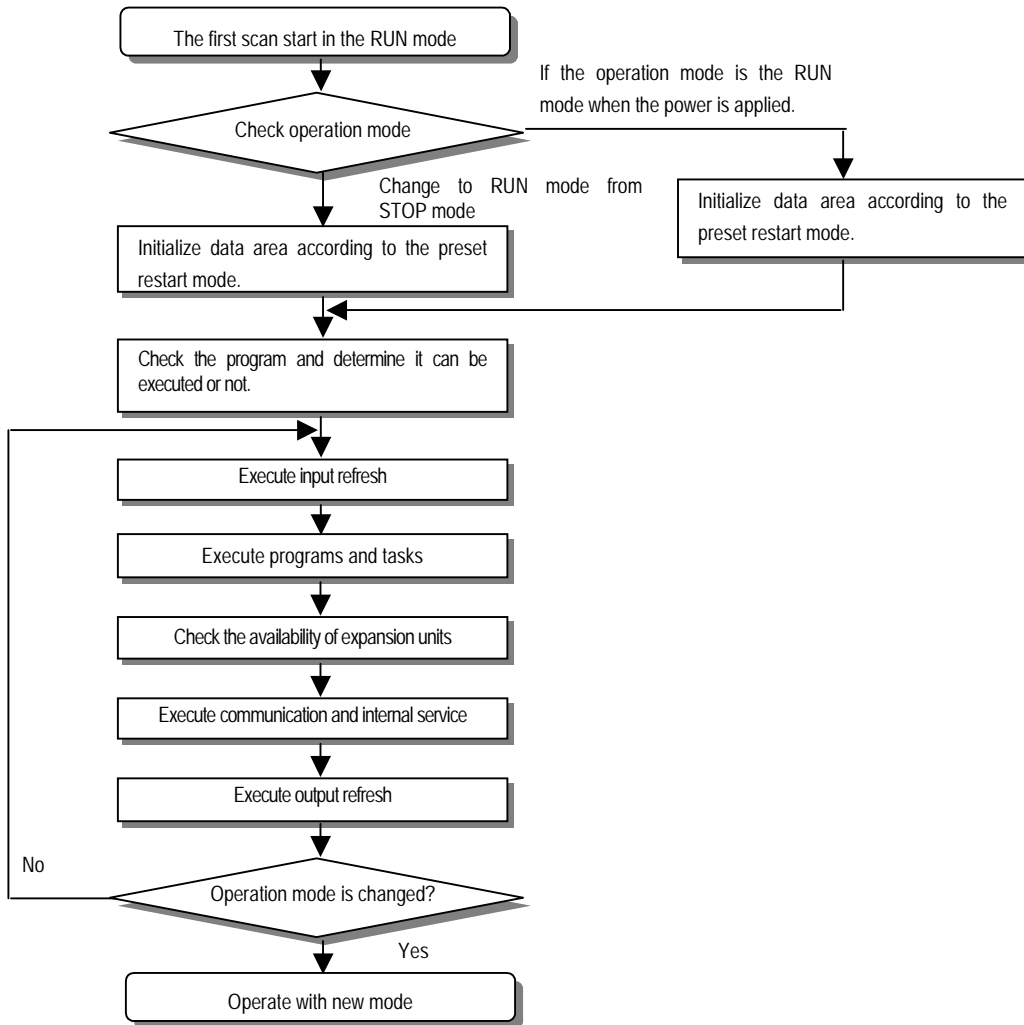 The first scan start in the RUN mode
If the operation mode is the RUN
mode when the power is applied.
Check operation mode
Change to RUN mode from
STOP mode
Initialize data area according to the
preset restart mode.
Initialize data area according to the preset
restart mode.
Check the program and determine it can be
executed or not.
Execute input refresh
Execute programs and tasks
Check the availability of expansion units
Execute communication and internal service
Execute output refresh
No
Operation mode is changed?
Yes
Operate with new mode